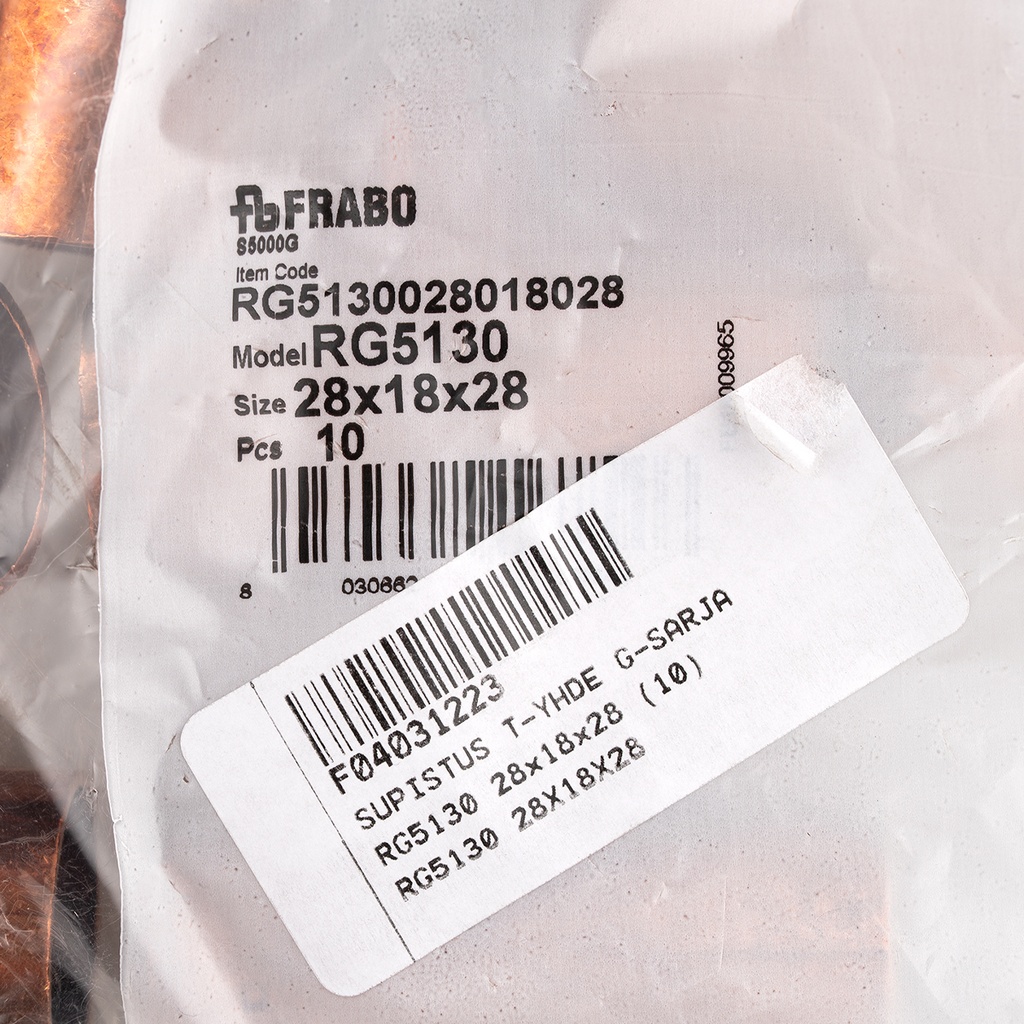 FRABO
S5000G
Item Code
RG5130028018028
Model RG5130
Size 28x18x28
Pcs 10
8
009965
F04031223
SUPISTUS T-YHDE G-SARJA
RG5130 28x18x28 (10)
RG5130 28X18X28